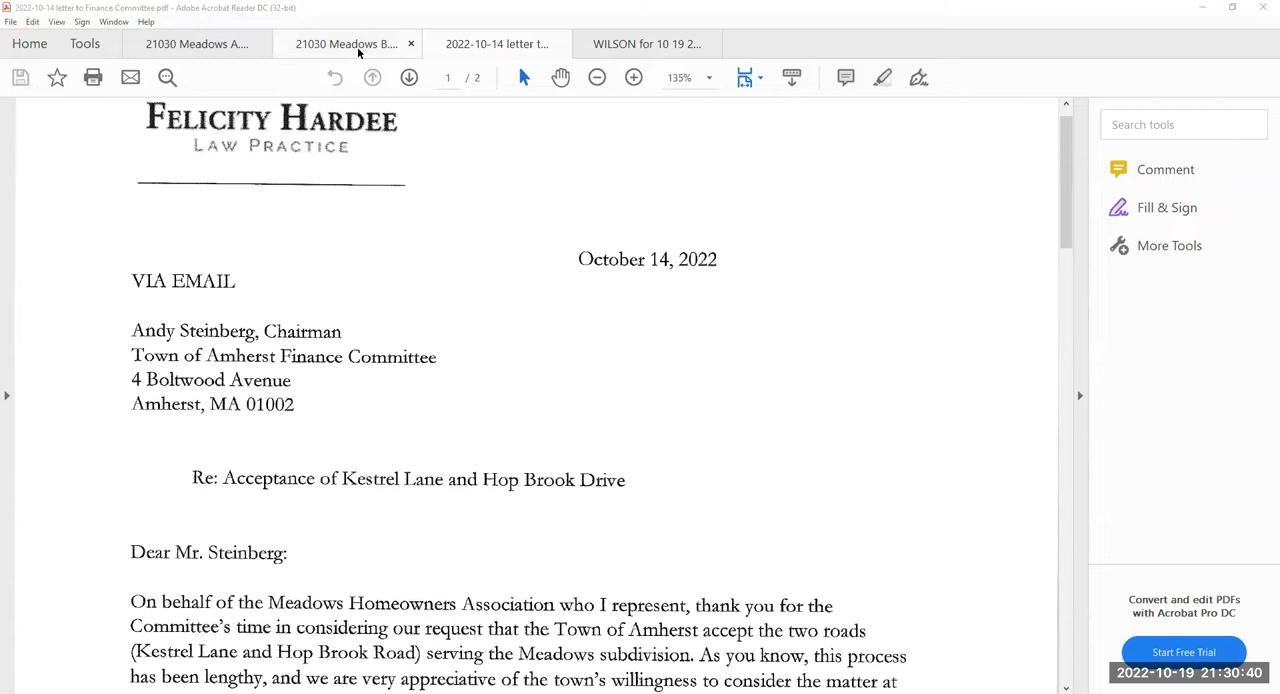 2022-10-14 letter to Finance Committee.pdf - Adobe Acrobat Reader DC (32-bit)
File Edit View Sign Window Help
Home Tools 21030 Meadows A.... 21030 Meadows B.... × 2022-10-14 letter t... WILSON for 10 19 2...
1 / 2 135%
FELICITY HARDEE
LAW PRACTICE
October 14, 2022
VIA EMAIL
Andy Steinberg, Chairman
Town of Amherst Finance Committee
4 Boltwood Avenue
Amherst, MA 01002
Re: Acceptance of Kestrel Lane and Hop Brook Drive
Dear Mr. Steinberg:
On behalf of the Meadows Homeowners Association who I represent, thank you for the
Committee's time in considering our request that the Town of Amherst accept the two roads
(Kestrel Lane and Hop Brook Road) serving the Meadows subdivision. As you know, this process
has been lengthy, and we are very appreciative of the town's willingness to consider the matter at
Search tools
Comment
Fill & Sign
More Tools
Convert and edit PDFs
with Acrobat Pro DC
Start Free Trial
2022-10-19 21:30:40